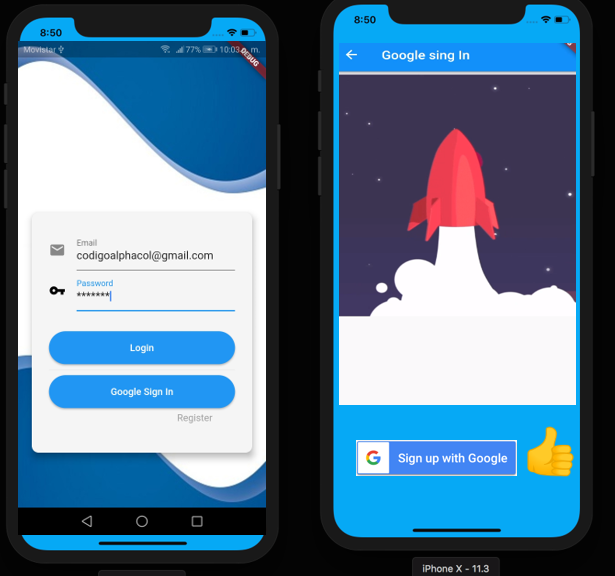 8:50
Movistar 77% 10:03 . m.
DEBUG
Email
codigoalphacol@gmail.com
Password
*******
Login
Google Sign In
Register
8:50
Google sing In
G Sign up with Google
iPhone X - 11.3